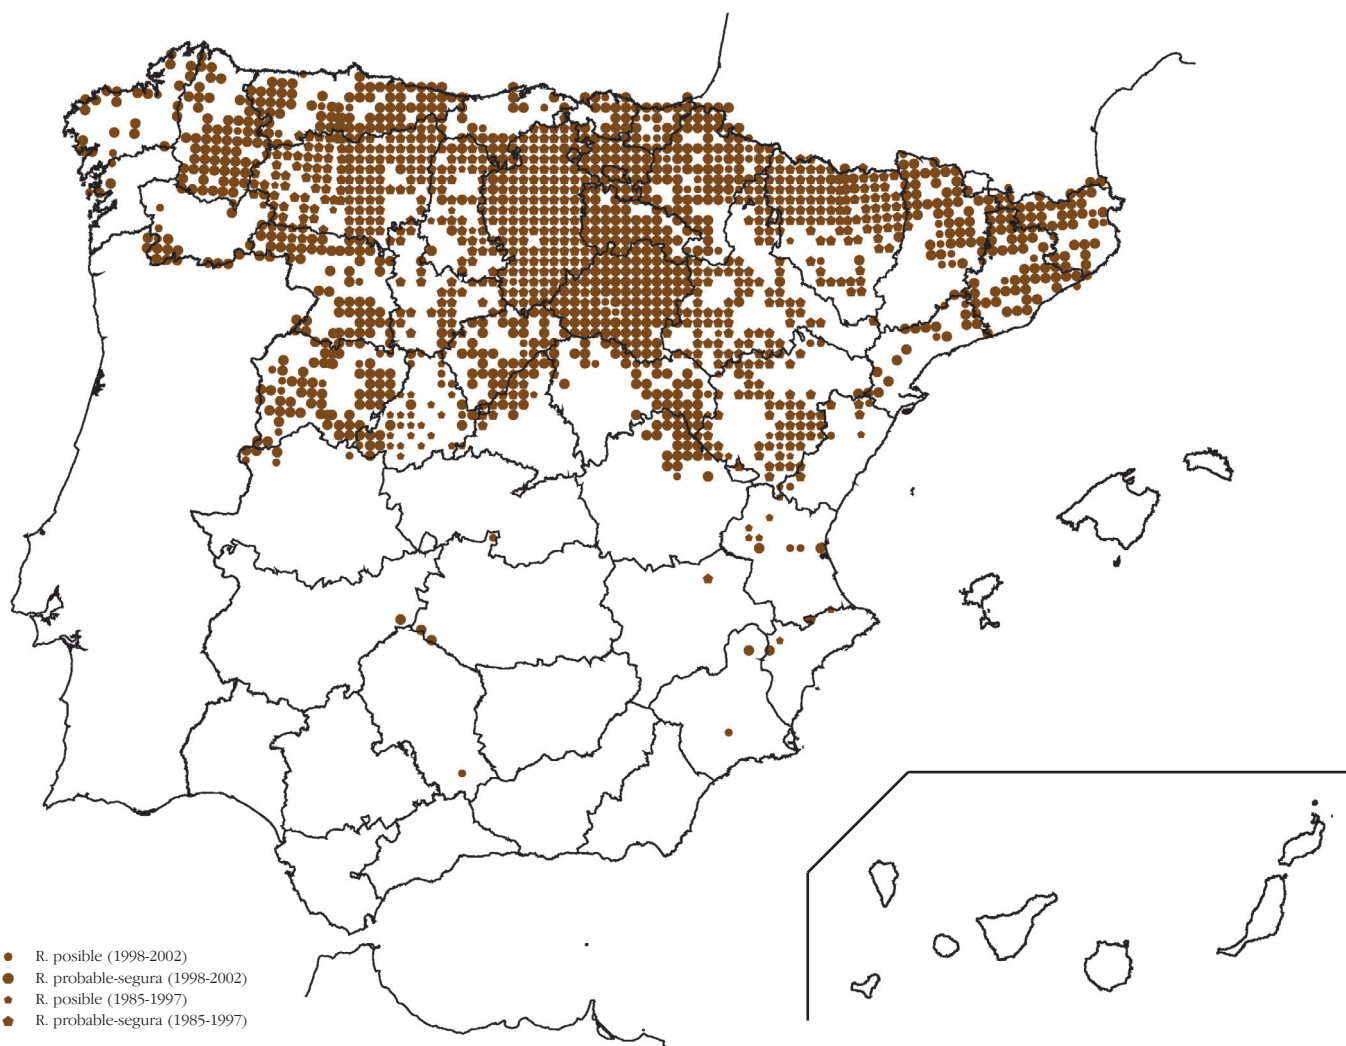 R. posible (1998-2002)
R. probable-segura (1998-2002)
R. posible (1985-1997)
R. probable-segura (1985-1997)